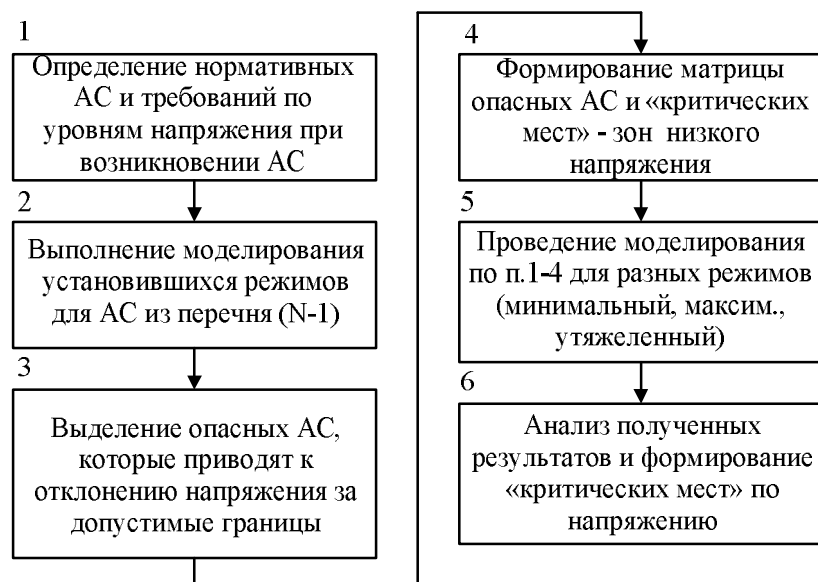 1
Определение нормативных
АС и требований по
уровням напряжения при
возникновении АС
2
Выполнение моделирования
установившихся режимов
для АС из перечня (N-1)
3
Выделение опасных АС,
которые приводят к
отклонению напряжения за
допустимые границы
4
Формирование матрицы
опасных АС и «критических
мест» - зон низкого
напряжения
5
Проведение моделирования
по п.1-4 для разных режимов
(минимальный, максим.,
утяжеленный)
6
Анализ полученных
результатов и формирование
«критических мест» по
напряжению